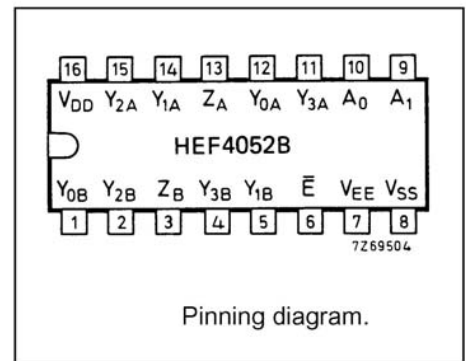 16 15 14 13 12 11 10 9
VDD Y2A Y1A ZA Y0A Y3A A0 A1
HEF4052B
Y0B Y2B ZB Y3B Y1B E̅ VEE VSS
1 2 3 4 5 6 7 8
7Z69504
Pinning diagram.